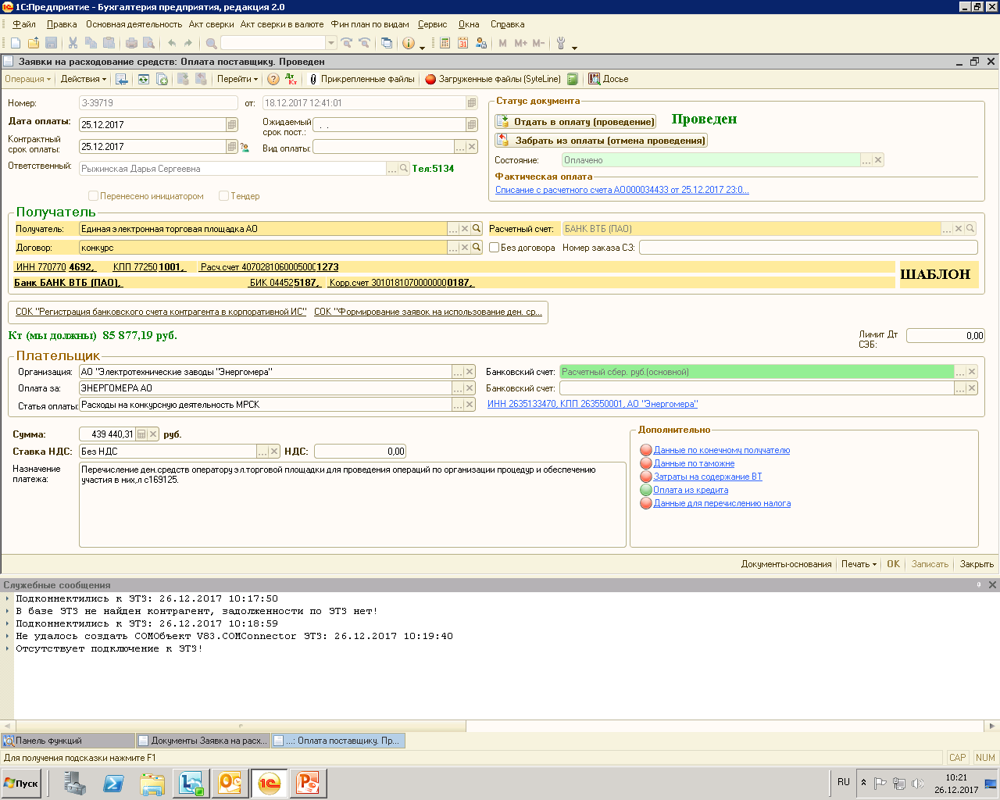 1С:Предприятие - Бухгалтерия предприятия, редакция 2.0
Файл Правка Основная деятельность Акт сверки Акт сверки в валюте Фин план по видам Сервис Окна Справка
M M+ M-
Заявки на расходование средств: Оплата поставщику. Проведен
Операция Действия Перейти Дт Кт Прикрепленные файлы Загруженные файлы (SyteLine) Досье
Номер: З-39719 от: 18.12.2017 12:41:01
Статус документа
Дата оплаты: 25.12.2017 Ожидаемый срок пост.: . .
Отдать в оплату (проведение) Проведен
Контрактный срок оплаты: 25.12.2017 Вид оплаты:
Забрать из оплаты (отмена проведения)
Ответственный: Рыжинская Дарья Сергеевна Тел:5134
Состояние: Оплачено
Фактическая оплата
Списание с расчетного счета АО000034433 от 25.12.2017 23:0...
Перенесено инициатором Тендер
Получатель
Получатель: Единая электронная торговая площадка АО Расчетный счет: БАНК ВТБ (ПАО)
Договор: конкурс Без договора Номер заказа СЗ:
ИНН 770770 4692, КПП 77250 1001, Расч.счет 4070281060005000 1273
ШАБЛОН
Банк БАНК ВТБ (ПАО), БИК 04452 5187, Корр.счет 3010181070000000 0187,
СОК "Регистрация банковского счета контрагента в корпоративной ИС" СОК "Формирование заявок на использование ден. ср...
Кт (мы должны) 85 877,19 руб.
Лимит Дт СЗБ: 0,00
Плательщик
Организация: АО "Электротехнические заводы "Энергомера" Банковский счет: Расчетный сбер. руб.(основной)
Оплата за: ЭНЕРГОМЕРА АО Банковский счет:
Статья оплаты: Расходы на конкурсную деятельность МРСК ИНН 2635133470, КПП 263550001, АО "Энергомера"
Сумма: 439 440,31 руб.
Ставка НДС: Без НДС НДС: 0,00
Назначение платежа:
Перечисление ден.средств оператору эл.торговой площадки для проведения операций по организации процедур и обеспечению
участия в них,л с169125.
Дополнительно
Данные по конечному получателю
Данные по таможне
Затраты на содержание ВТ
Оплата из кредита
Данные для перечислению налога
Документы-основания Печать OK Записать Закрыть
Служебные сообщения
Подконнектились к ЭТЗ: 26.12.2017 10:17:50
В базе ЭТЗ не найден контрагент, задолженности по ЭТЗ нет!
Подконнектились к ЭТЗ: 26.12.2017 10:18:59
Не удалось создать COMОбъект V83.COMConnector ЭТЗ: 26.12.2017 10:19:40
Отсутствует подключение к ЭТЗ!
Панель функций Документы Заявка на расх... ...: Оплата поставщику. Пр...
Для получения подсказки нажмите F1 CAP NUM
Пуск RU 10:21
26.12.2017